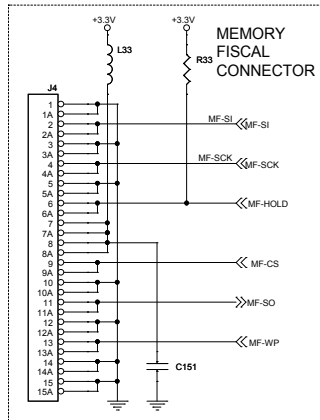 +3.3V
+3.3V
MEMORY
FISCAL
CONNECTOR
L33
R33
J4
1
1A
2
2A
3
3A
4
4A
5
5A
6
6A
7
7A
8
8A
9
9A
10
10A
11
11A
12
12A
13
13A
14
14A
15
15A
MF-SI
MF-SI
MF-SCK
MF-SCK
MF-HOLD
MF-CS
MF-SO
MF-WP
C151